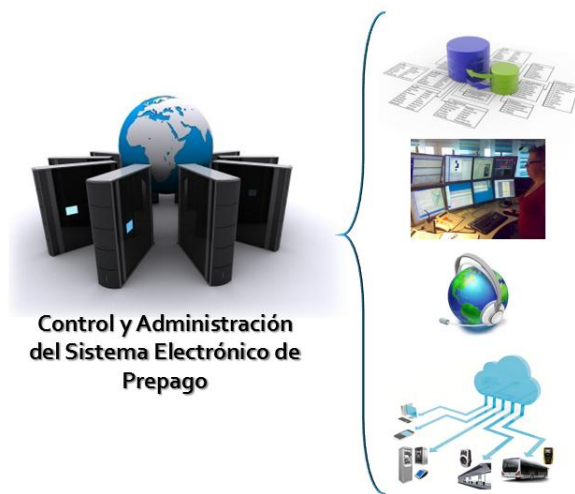 Control y Administración
del Sistema Electrónico de
Prepago